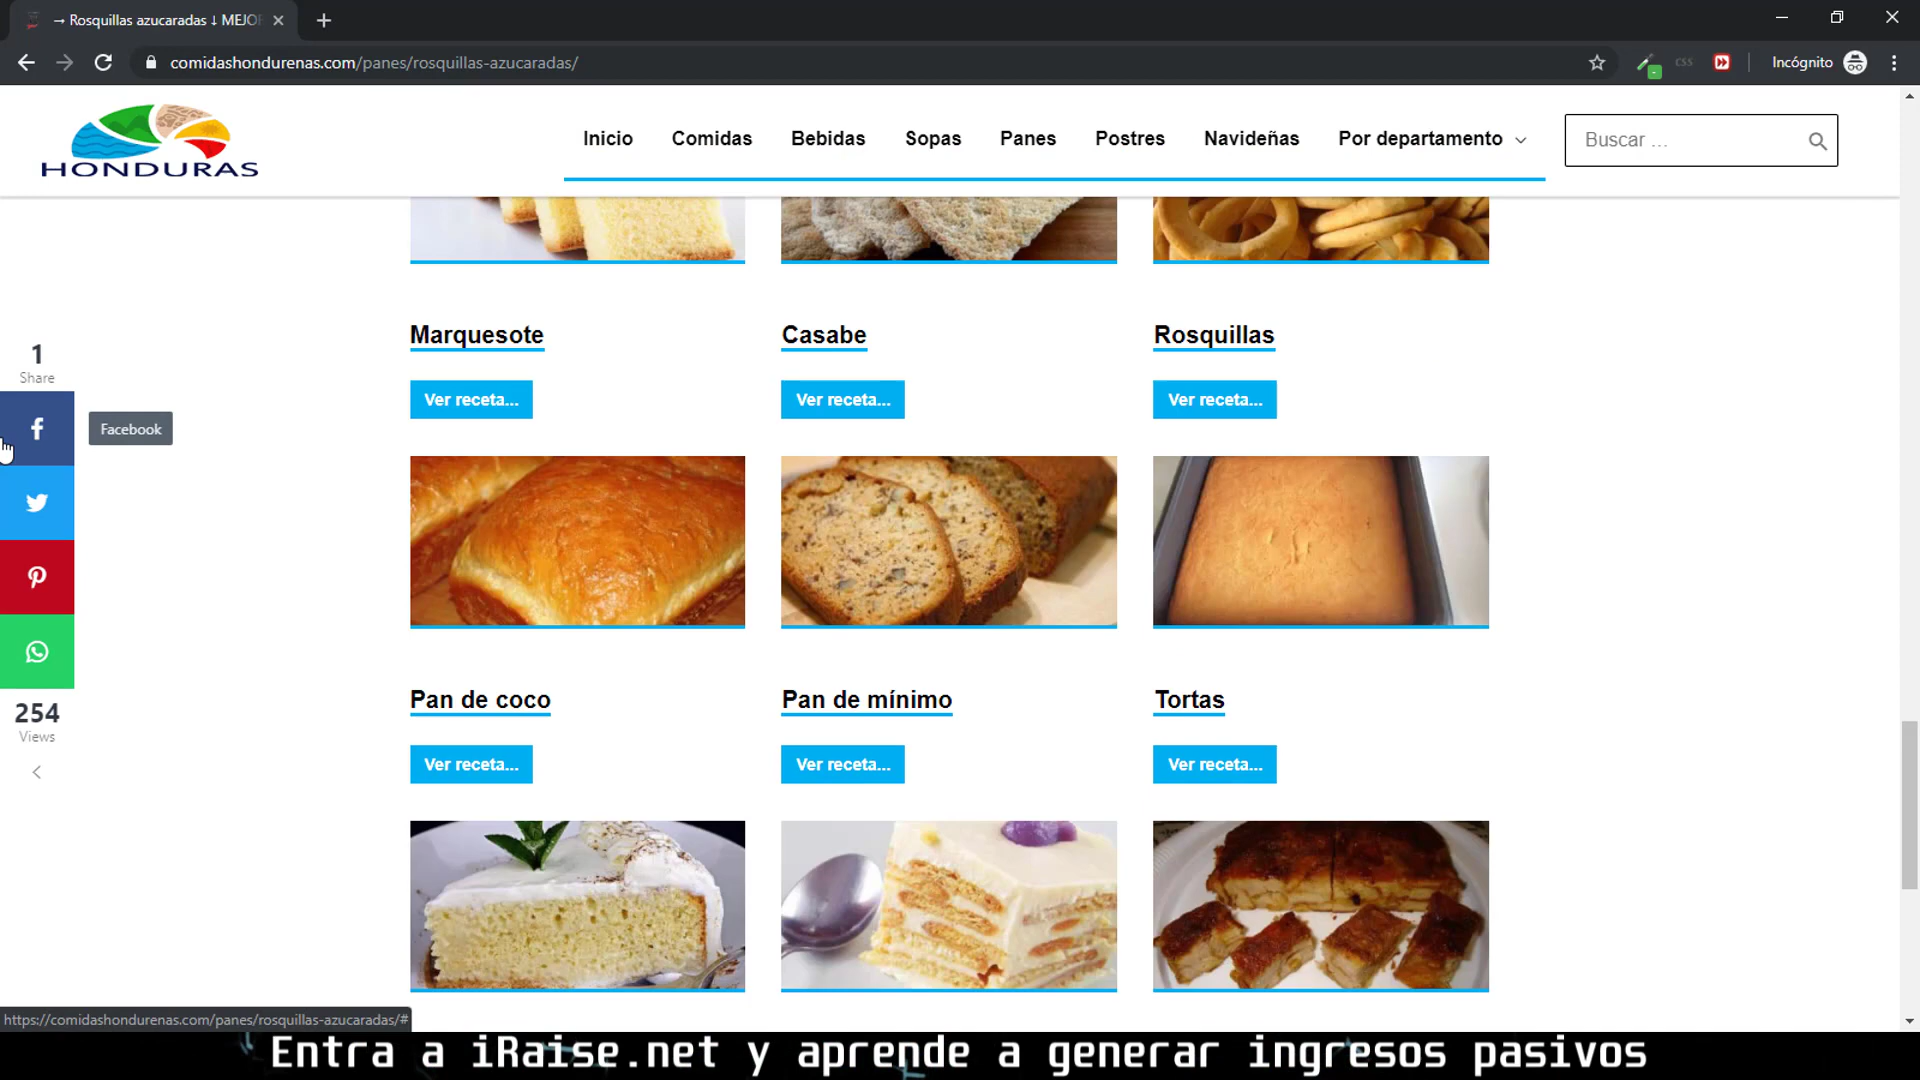 → Rosquillas azucaradas ↓ MEJO
comidashondurenas.com/panes/rosquillas-azucaradas/
CSS
Incógnito
HONDURAS
Inicio
Comidas
Bebidas
Sopas
Panes
Postres
Navideñas
Por departamento
Buscar ...
Marquesote
Casabe
Rosquillas
Ver receta...
Ver receta...
Ver receta...
1
Share
Facebook
Pan de coco
Pan de mínimo
Tortas
Ver receta...
Ver receta...
Ver receta...
254
Views
https://comidashondurenas.com/panes/rosquillas-azucaradas/#
Entra a iRaise.net y aprende a generar ingresos pasivos